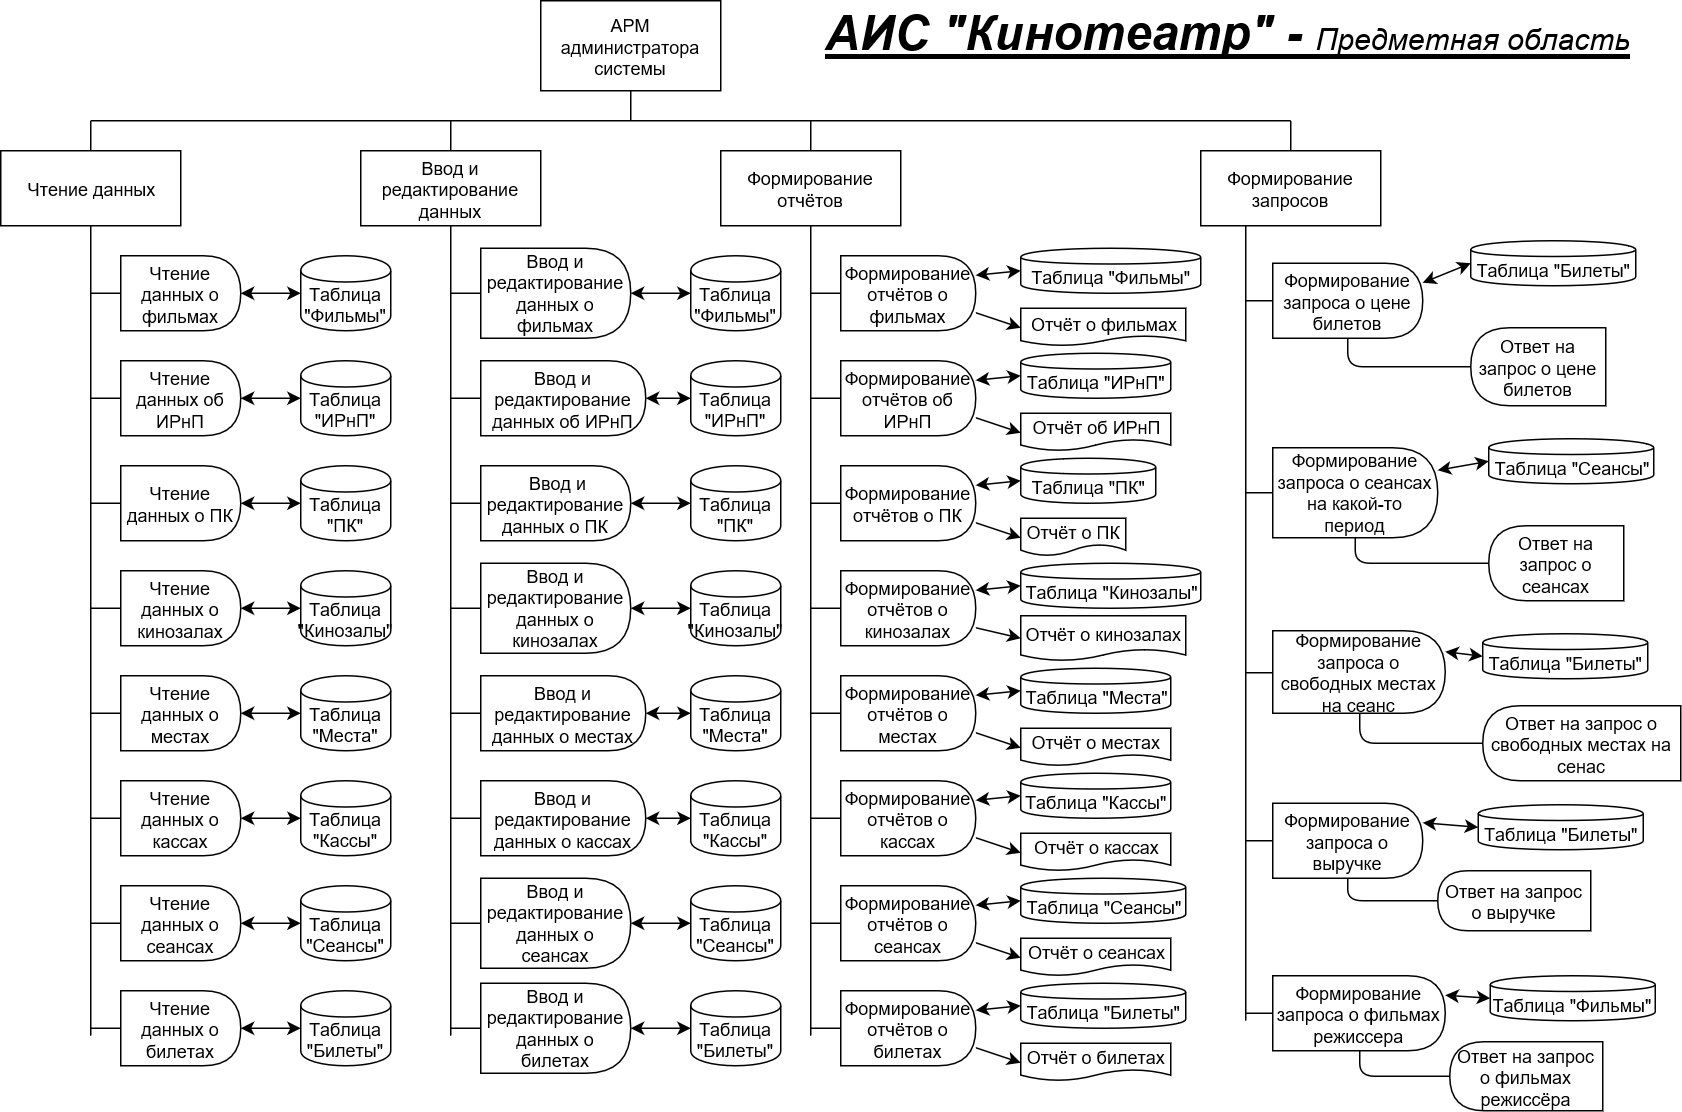 АРМ
администратора
системы
АИС "Кинотеатр" - Предметная область
Чтение данных
Ввод и
редактирование
данных
Формирование
отчётов
Формирование
запросов
Чтение
данных о
фильмах
Таблица
"Фильмы"
Чтение
данных об
ИРнП
Таблица
"ИРнП"
Чтение
данных о ПК
Таблица
"ПК"
Чтение
данных о
кинозалах
Таблица
"Кинозалы"
Чтение
данных о
местах
Таблица
"Места"
Чтение
данных о
кассах
Таблица
"Кассы"
Чтение
данных о
сеансах
Таблица
"Сеансы"
Чтение
данных о
билетах
Таблица
"Билеты"
Ввод и
редактирование
данных о
фильмах
Таблица
"Фильмы"
Ввод и
редактирование
данных об ИРнП
Таблица
"ИРнП"
Ввод и
редактирование
данных о ПК
Таблица
"ПК"
Ввод и
редактирование
данных о
кинозалах
Таблица
"Кинозалы"
Ввод и
редактирование
данных о местах
Таблица
"Места"
Ввод и
редактирование
данных о кассах
Таблица
"Кассы"
Ввод и
редактирование
данных о
сеансах
Таблица
"Сеансы"
Ввод и
редактирование
данных о
билетах
Таблица
"Билеты"
Формирование
отчётов о
фильмах
Таблица "Фильмы"
Отчёт о фильмах
Формирование
отчётов об
ИРнП
Таблица "ИРнП"
Отчёт об ИРнП
Формирование
отчётов о ПК
Таблица "ПК"
Отчёт о ПК
Формирование
отчётов о
кинозалах
Таблица "Кинозалы"
Отчёт о кинозалах
Формирование
отчётов о
местах
Таблица "Места"
Отчёт о местах
Формирование
отчётов о
кассах
Таблица "Кассы"
Отчёт о кассах
Формирование
отчётов о
сеансах
Таблица "Сеансы"
Отчёт о сеансах
Формирование
отчётов о
билетах
Таблица "Билеты"
Отчёт о билетах
Формирование
запроса о цене
билетов
Таблица "Билеты"
Ответ на
запрос о цене
билетов
Формирование
запроса о сеансах
на какой-то
период
Таблица "Сеансы"
Ответ на
запрос о
сеансах
Формирование
запроса о
свободных местах
на сеанс
Таблица "Билеты"
Ответ на запрос о
свободных местах на
сенас
Формирование
запроса о
выручке
Таблица "Билеты"
Ответ на запрос
о выручке
Формирование
запроса о фильмах
режиссера
Таблица "Фильмы"
Ответ на запрос
о фильмах
режиссёра